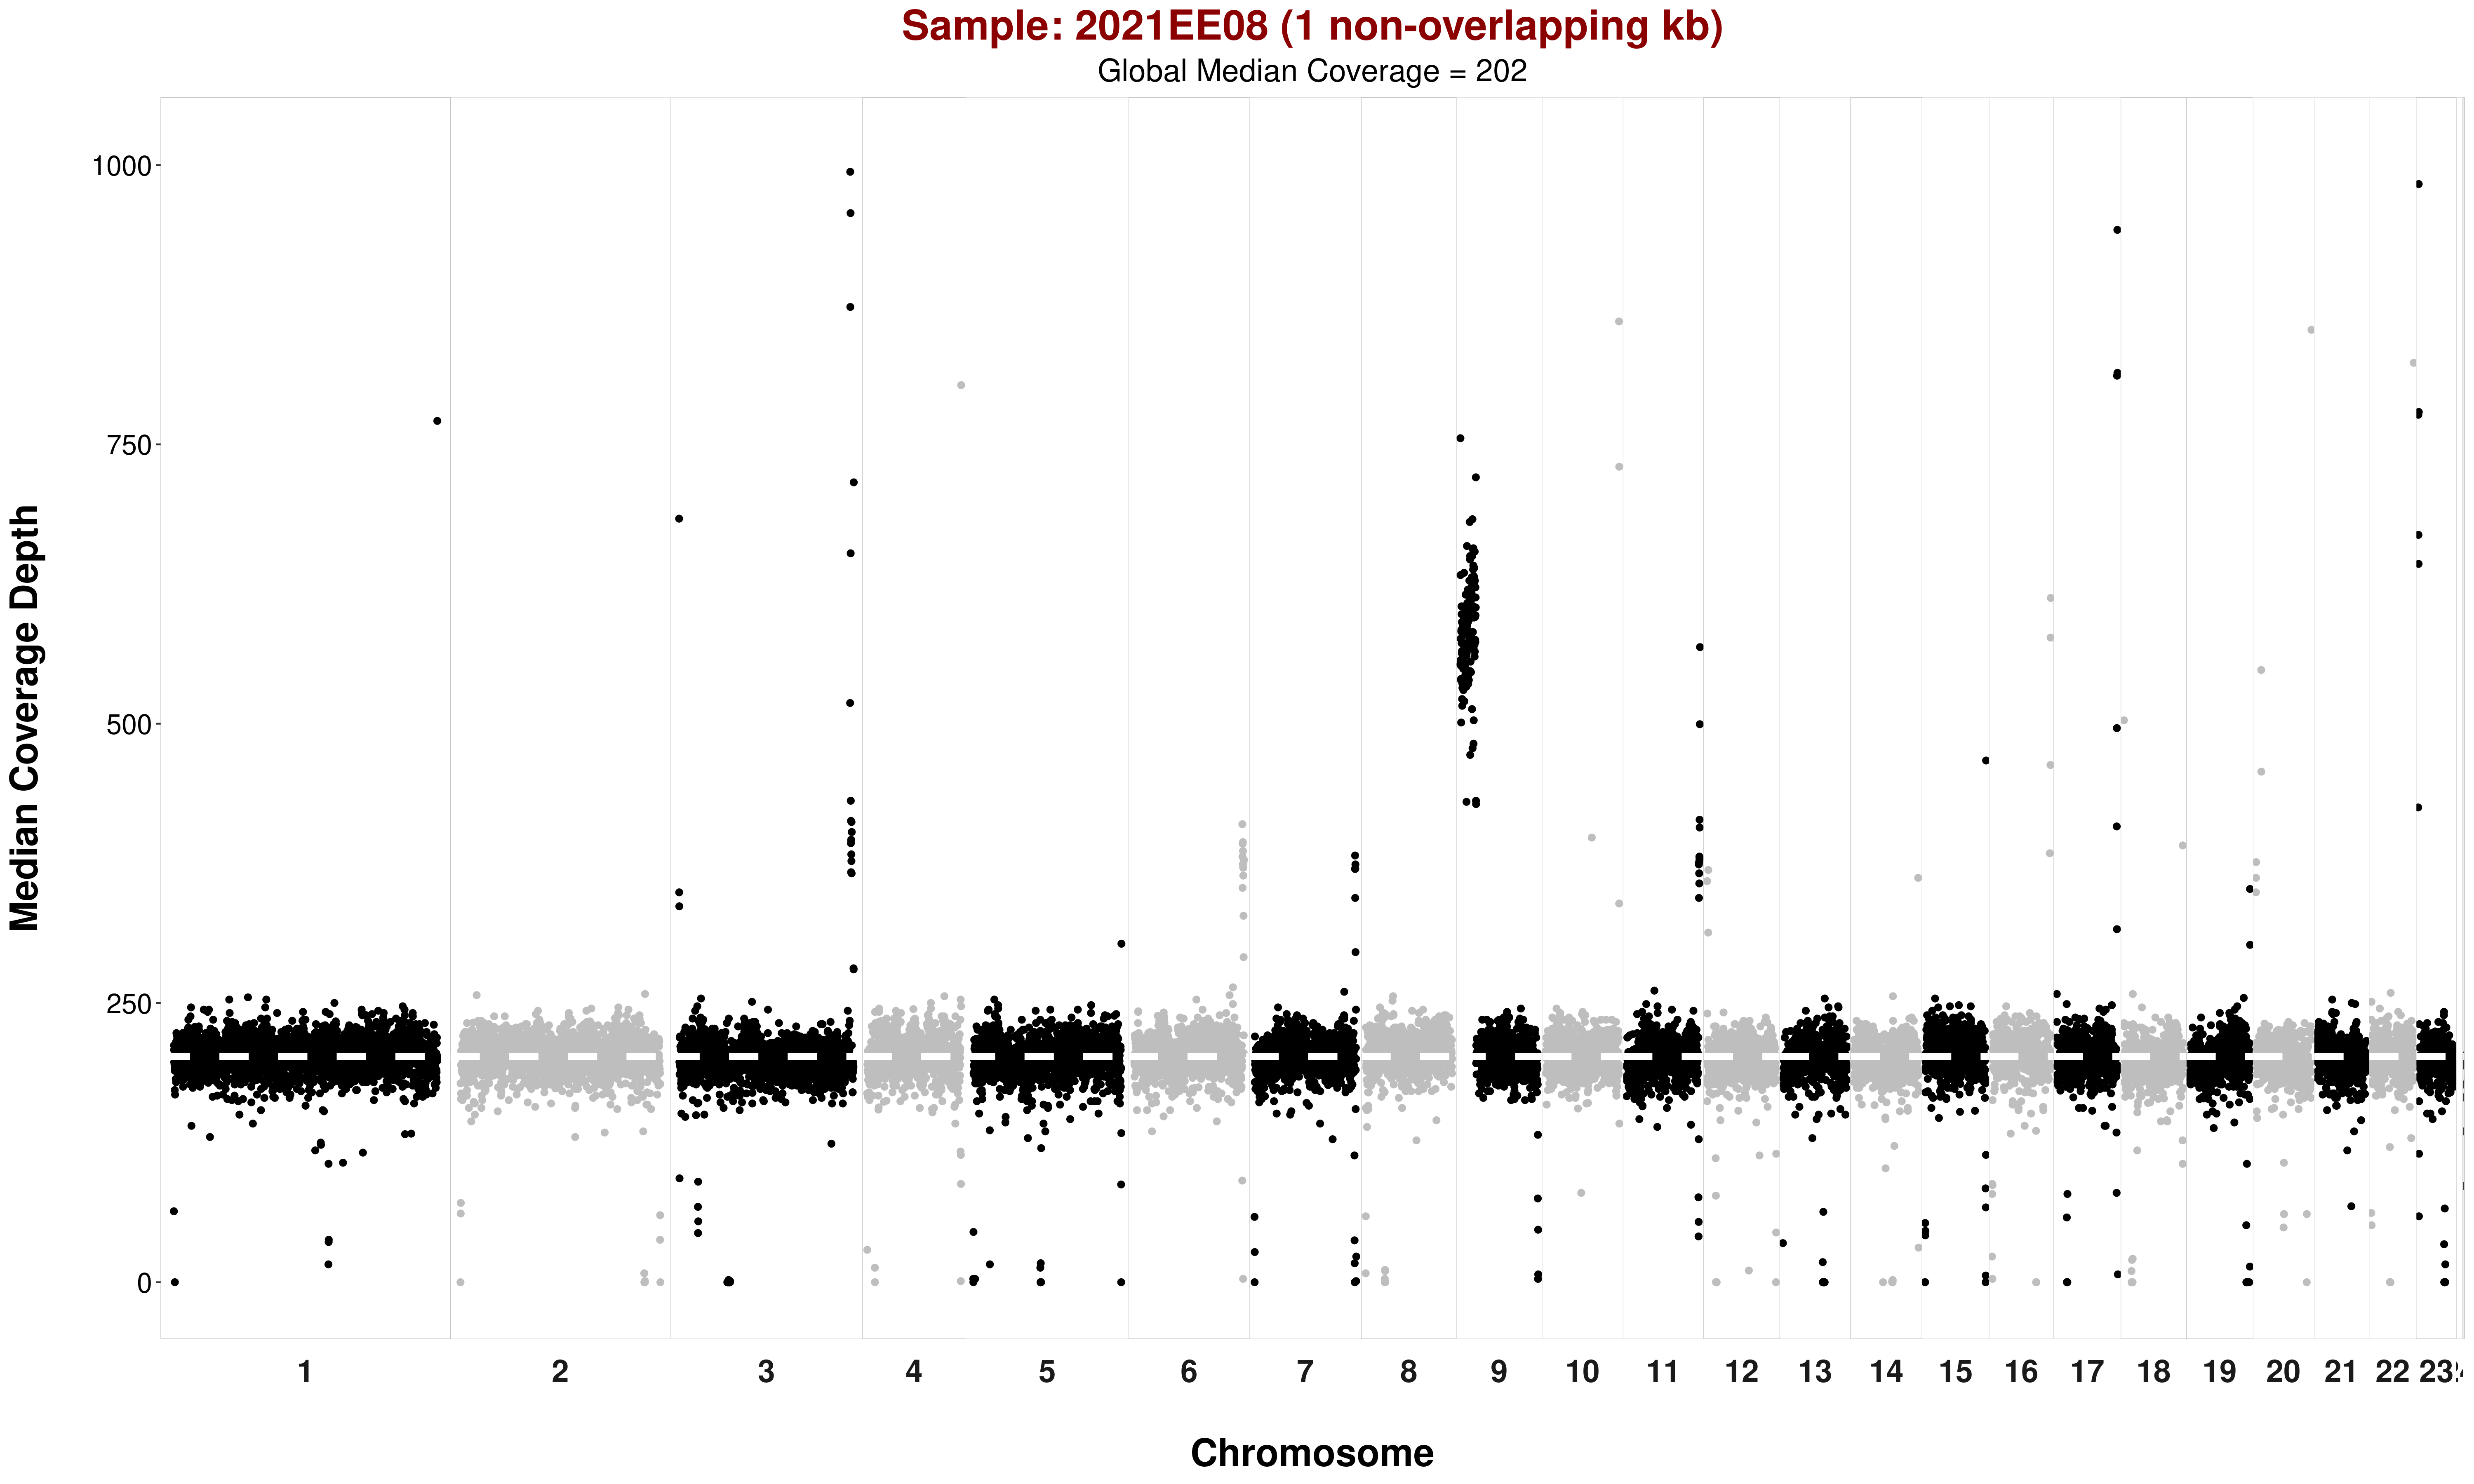 Sample: 2021EE08 (1 non-overlapping kb)
Global Median Coverage = 202
Median Coverage Depth
1000
750
500
250
0
1 2 3 4 5 6 7 8 9 10 11 12 13 14 15 16 17 18 19 20 21 22 23
Chromosome